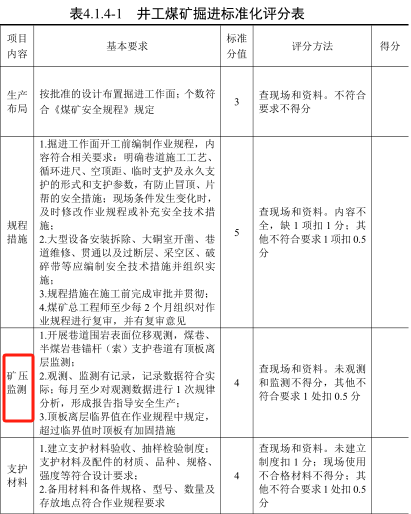 表4.1.4-1 井工煤矿掘进标准化评分表
项目
内容
基本要求
标准
分值
评分方法
得分
生产
布局
按批准的设计布置掘进工作面；个数符
合《煤矿安全规程》规定
3
查现场和资料。不符合
要求不得分
规程
措施
1.掘进工作面开工前编制作业规程，内
容符合相关要求：明确巷道施工工艺、
循环进尺、空顶距、临时支护及永久支
护的形式和支护参数，有防止冒顶、片
帮的安全措施；现场条件发生变化时，
及时修改作业规程或补充安全技术措
施；
2.大型设备安装拆除、大硐室开凿、巷
道维修、贯通以及过断层、采空区、破
碎带等应编制安全技术措施并组织实
施；
3.规程措施在施工前完成审批并贯彻；
4.煤矿总工程师至少每 2 个月组织对作
业规程进行复审，并有复审意见
5
查现场和资料。内容不
全，缺 1 项扣 1 分；其
他不符合要求 1 项扣 0.5
分
矿压
监测
1.开展巷道围岩表面位移观测，煤巷、
半煤岩巷锚杆（索）支护巷道有顶板离
层监测；
2.观测、监测有记录，记录数据符合实
际；每月至少对观测数据进行 1 次规律
分析，形成报告指导安全生产；
3.顶板离层临界值在作业规程中规定，
超过临界值时顶板有加固措施
4
查现场和资料。未观测
和监测不得分，其他不
符合要求 1 处扣 0.5 分
支护
材料
1.建立支护材料验收、抽样检验制度；
支护材料及配件的材质、品种、规格、
强度等符合设计要求；
2.备用材料和备件规格、型号、数量及
存放地点符合作业规程要求
4
查现场和资料。未建立
制度扣 1 分；现场使用
不合格材料不得分；其
他不符合要求 1 处扣 0.5
分